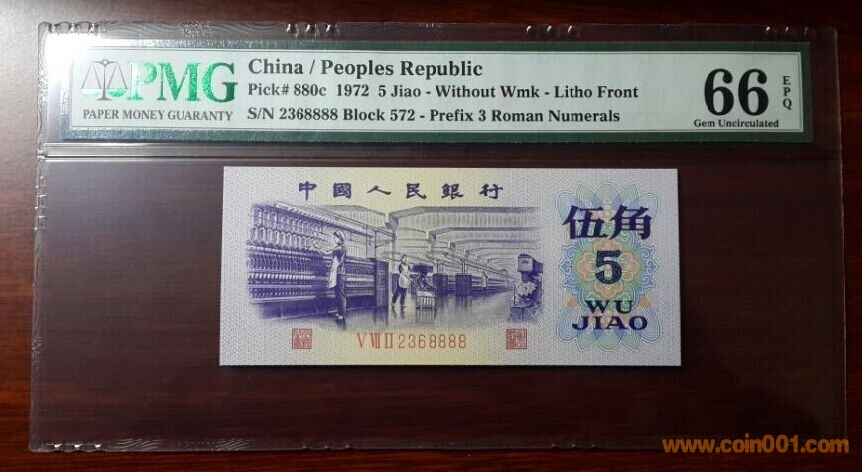 PMG
PAPER MONEY GUARANTY
China / Peoples Republic
Pick# 880c 1972 5 Jiao - Without Wmk - Litho Front
S/N 2368888 Block 572 - Prefix 3 Roman Numerals
66
EPQ
Gem Uncirculated
中國人民銀行
伍角
5
WU
JIAO
V VII II 2368888
www.coin001.com